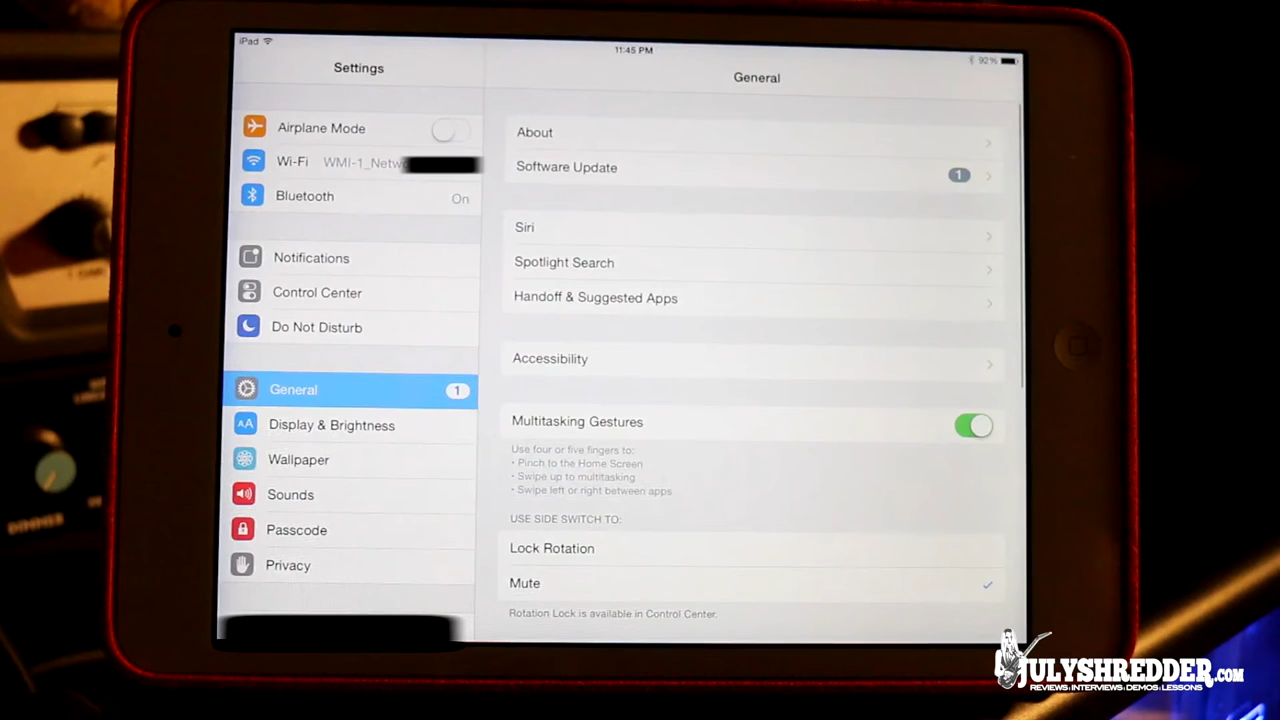 iPad
11:45 PM
92%
Settings
Airplane Mode
Wi-Fi WMI-1_Netw
Bluetooth On
Notifications
Control Center
Do Not Disturb
General 1
AA Display & Brightness
Wallpaper
Sounds
Passcode
Privacy
General
About
Software Update 1
Siri
Spotlight Search
Handoff & Suggested Apps
Accessibility
Multitasking Gestures
Use four or five fingers to:
• Pinch to the Home Screen
• Swipe up to multitasking
• Swipe left or right between apps
USE SIDE SWITCH TO:
Lock Rotation
Mute
Rotation Lock is available in Control Center.
JULYSHREDDER.COM
REVIEWS:INTERVIEWS:DEMOS:LESSONS